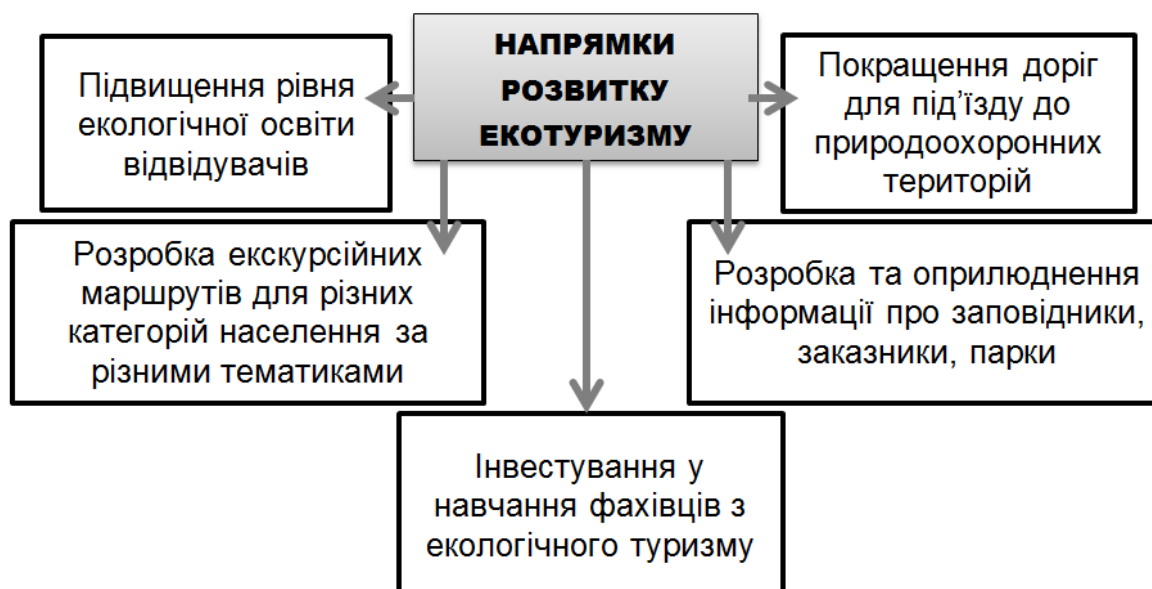 НАПРЯМКИ
РОЗВИТКУ
ЕКОТУРИЗМУ
Підвищення рівня
екологічної освіти
відвідувачів
Покращення доріг
для під’їзду до
природоохоронних
територій
Розробка екскурсійних
маршрутів для різних
категорій населення за
різними тематиками
Розробка та оприлюднення
інформації про заповідники,
заказники, парки
Інвестування у
навчання фахівців з
екологічного туризму